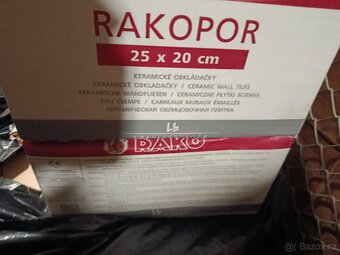 RAKOPOR
25 x 20 cm
KERAMICKÉ OBKLÁDAČKY
KERAMICKÉ OBKLADAČKY / CERAMIC WALL TILES
KERAMISCHE WANDFLIESEN / CERAMICZNE PŁYTKI ŚCIENNE
FALI CSEMPE / CARREAUX MURAUX ÉMAILLÉS
КЕРАМИЧЕСКАЯ ОБЛИЦОВОЧНАЯ ПЛИТКА
RAKO
Bazos.cz